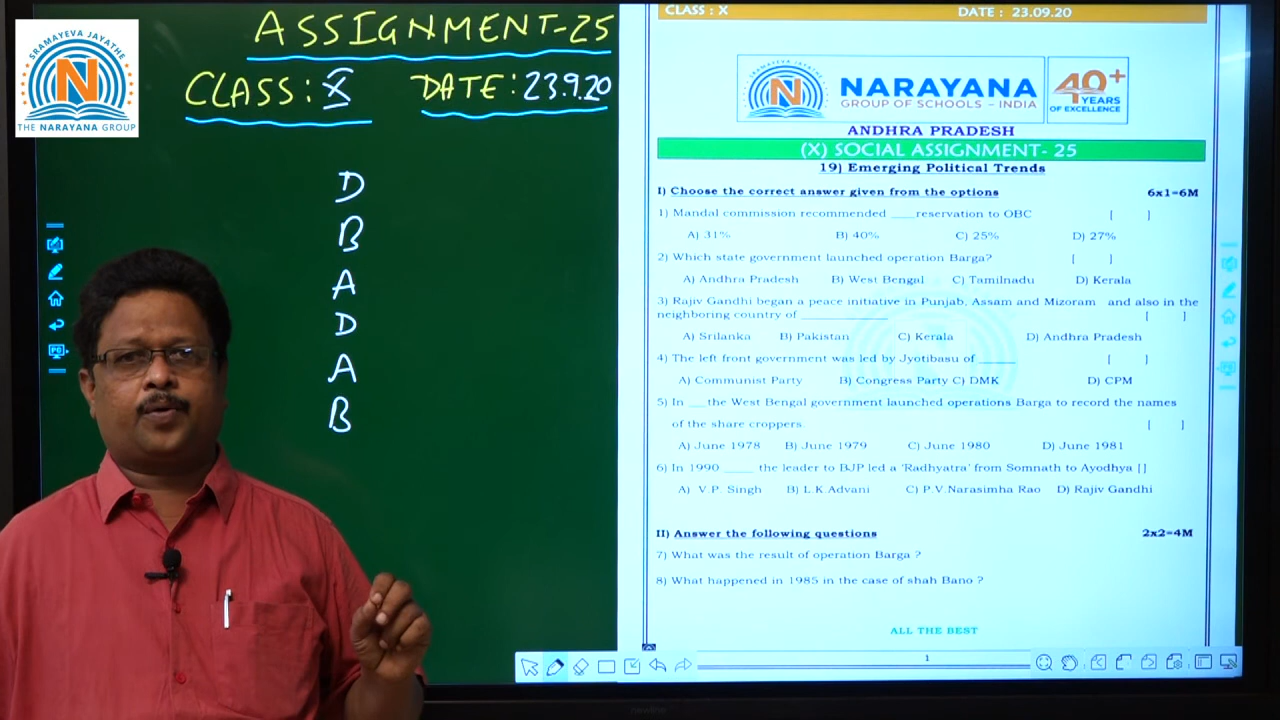 SRAMAYEVA JAYATHE
N
THE NARAYANA GROUP
ASSIGNMENT-25
CLASS: X DATE: 23.9.20
D
B
A
D
A
B
CLASS : X DATE : 23.09.20
SRAMAYEVA JAYATHE
N
NARAYANA
GROUP OF SCHOOLS – INDIA
40+
YEARS
OF EXCELLENCE
ANDHRA PRADESH
(X) SOCIAL ASSIGNMENT- 25
19) Emerging Political Trends
I) Choose the correct answer given from the options 6x1=6M
1) Mandal commission recommended ____reservation to OBC [ ]
A) 31% B) 40% C) 25% D) 27%
2) Which state government launched operation Barga? [ ]
A) Andhra Pradesh B) West Bengal C) Tamilnadu D) Kerala
3) Rajiv Gandhi began a peace initiative in Punjab, Assam and Mizoram and also in the
neighboring country of ______________ [ ]
A) Srilanka B) Pakistan C) Kerala D) Andhra Pradesh
4) The left front government was led by Jyotibasu of ______ [ ]
A) Communist Party B) Congress Party C) DMK D) CPM
5) In ___the West Bengal government launched operations Barga to record the names
of the share croppers. [ ]
A) June 1978 B) June 1979 C) June 1980 D) June 1981
6) In 1990 _____ the leader to BJP led a 'Radhyatra' from Somnath to Ayodhya []
A) V.P. Singh B) L.K Advani C) P.V.Narasimha Rao D) Rajiv Gandhi
II) Answer the following questions 2x2=4M
7) What was the result of operation Barga ?
8) What happened in 1985 in the case of shah Bano ?
ALL THE BEST
1